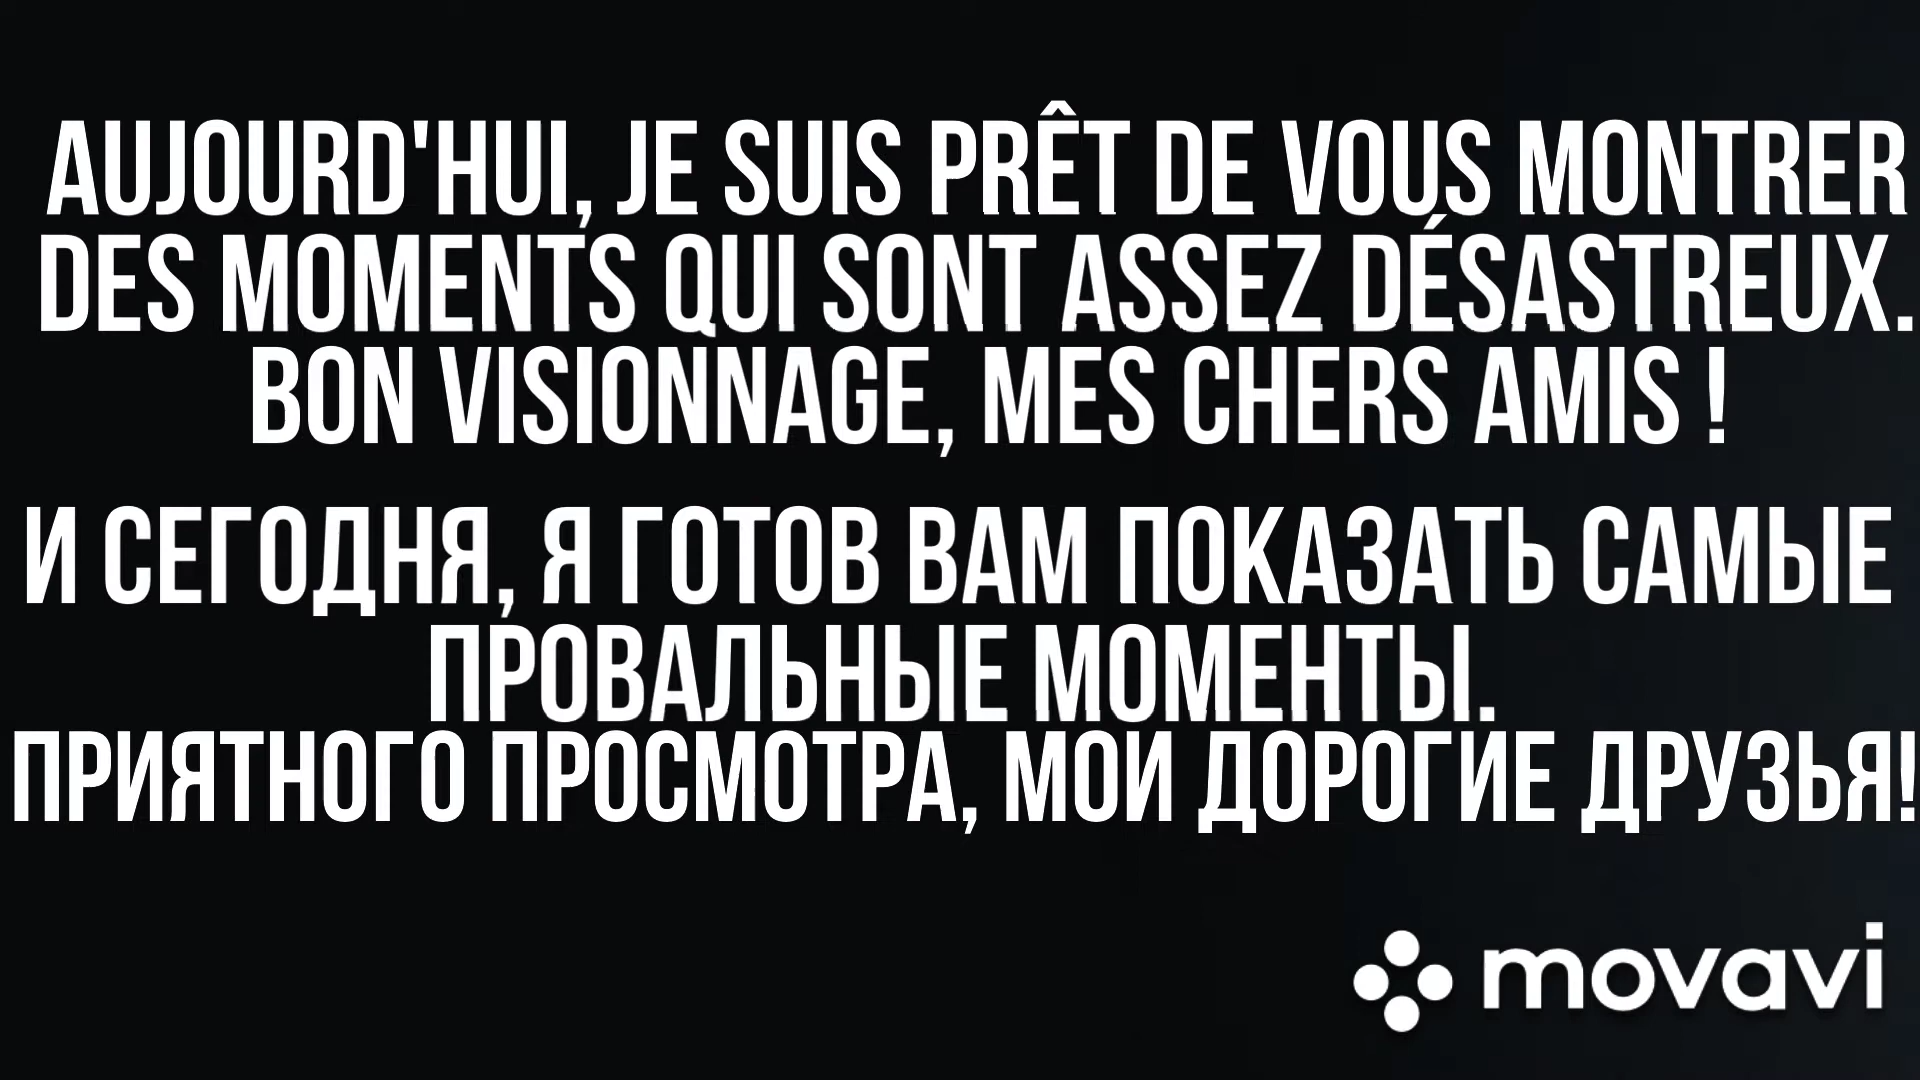 AUJOURD'HUI, JE SUIS PRÊT DE VOUS MONTRER
DES MOMENTS QUI SONT ASSEZ DÉSASTREUX.
BON VISIONNAGE, MES CHERS AMIS !
И СЕГОДНЯ, Я ГОТОВ ВАМ ПОКАЗАТЬ САМЫЕ
ПРОВАЛЬНЫЕ МОМЕНТЫ.
ПРИЯТНОГО ПРОСМОТРА, МОИ ДОРОГИЕ ДРУЗЬЯ!
movavi